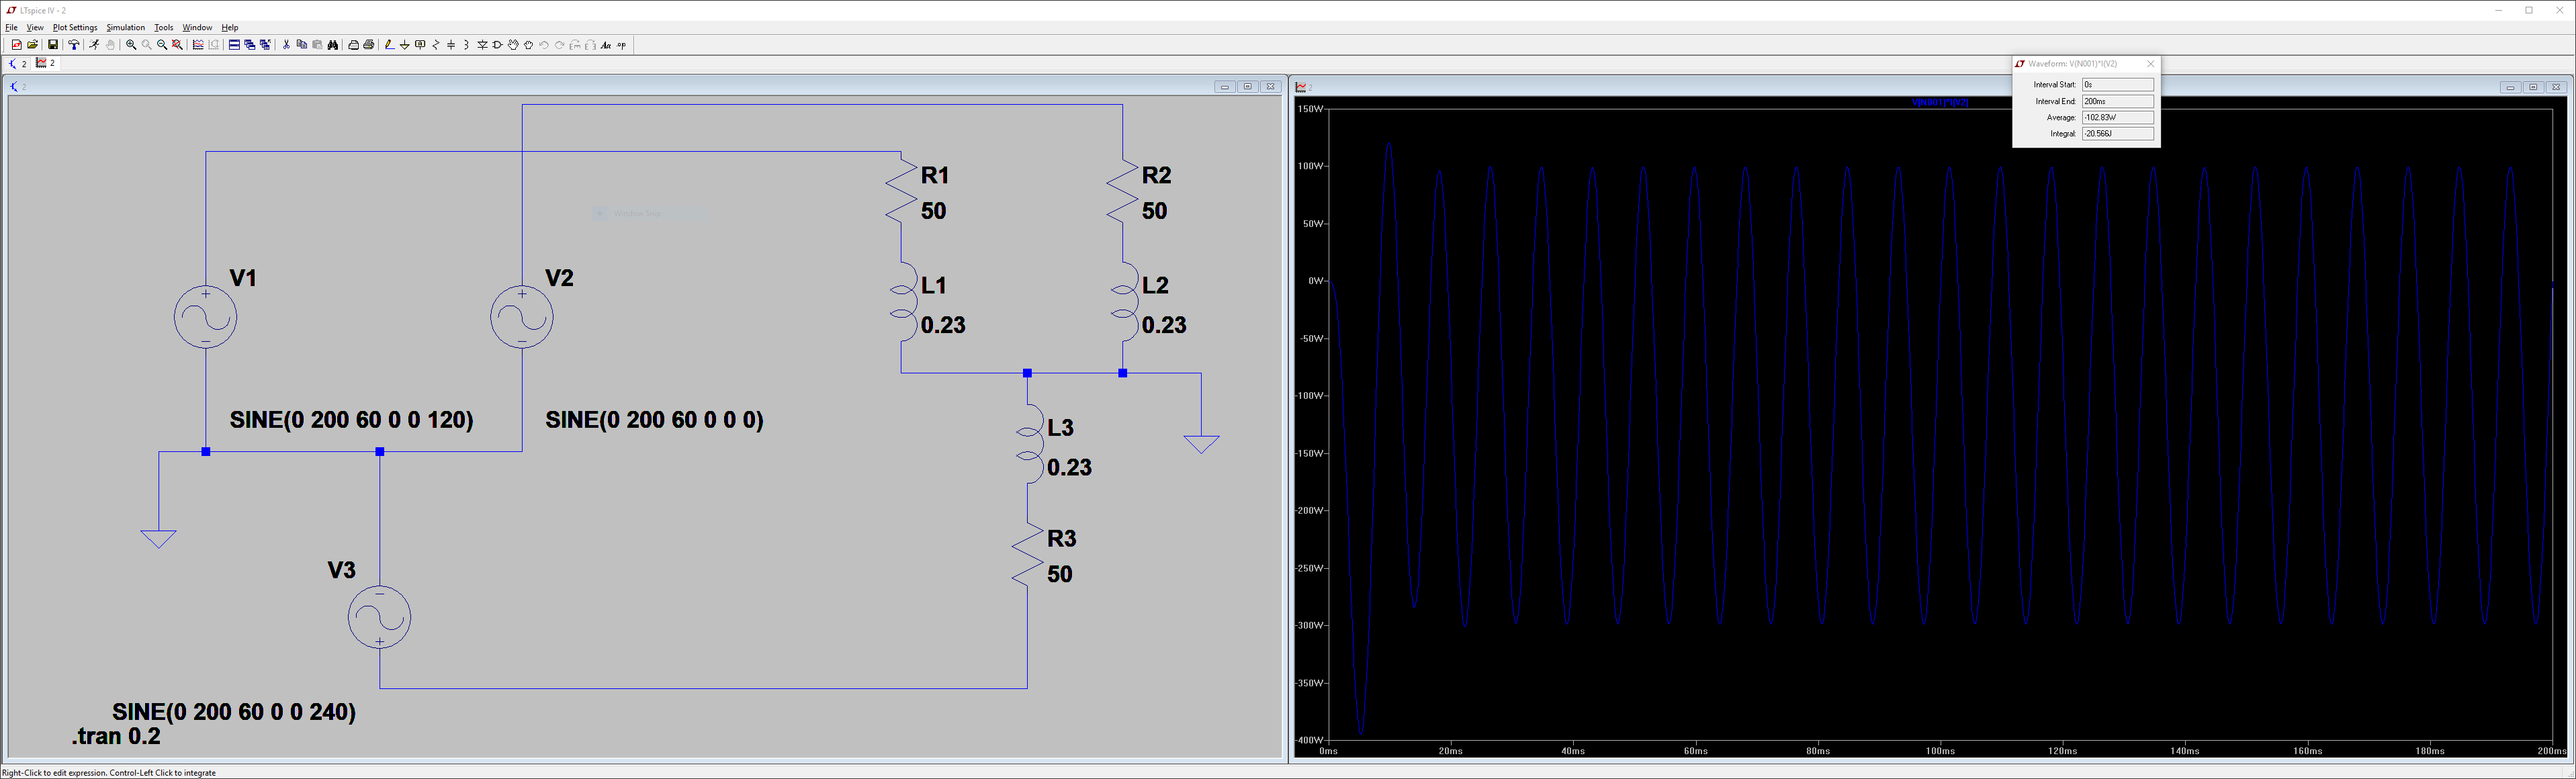 LTspice IV - 2
File View Plot Settings Simulation Tools Window Help
2 2
2
V1
SINE(0 200 60 0 0 120)
V2
SINE(0 200 60 0 0 0)
V3
SINE(0 200 60 0 0 240)
.tran 0.2
R1
50
L1
0.23
R2
50
L2
0.23
L3
0.23
R3
50
Window Snip
2
V(N001)*I(V2)
150W
100W
50W
0W
-50W
-100W
-150W
-200W
-250W
-300W
-350W
-400W
0ms 20ms 40ms 60ms 80ms 100ms 120ms 140ms 160ms 180ms 200ms
Waveform: V(N001)*I(V2)
Interval Start: 0s
Interval End: 200ms
Average: -102.83W
Integral: -20.566J
Right-Click to edit expression. Control-Left Click to integrate